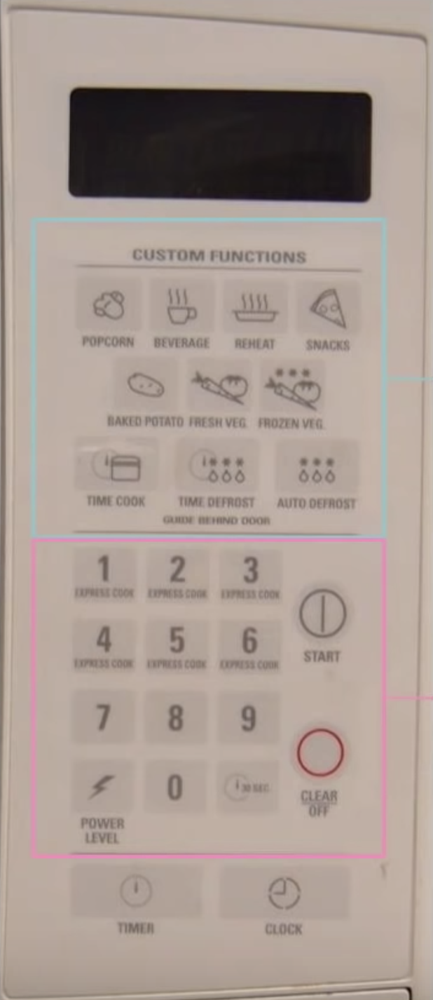 CUSTOM FUNCTIONS
POPCORN BEVERAGE REHEAT SNACKS
BAKED POTATO FRESH VEG. FROZEN VEG.
TIME COOK TIME DEFROST AUTO DEFROST
GUIDE BEHIND DOOR
1 2 3
EXPRESS COOK EXPRESS COOK EXPRESS COOK
4 5 6
EXPRESS COOK EXPRESS COOK EXPRESS COOK
START
7 8 9
0 30 SEC.
CLEAR
OFF
POWER
LEVEL
TIMER CLOCK